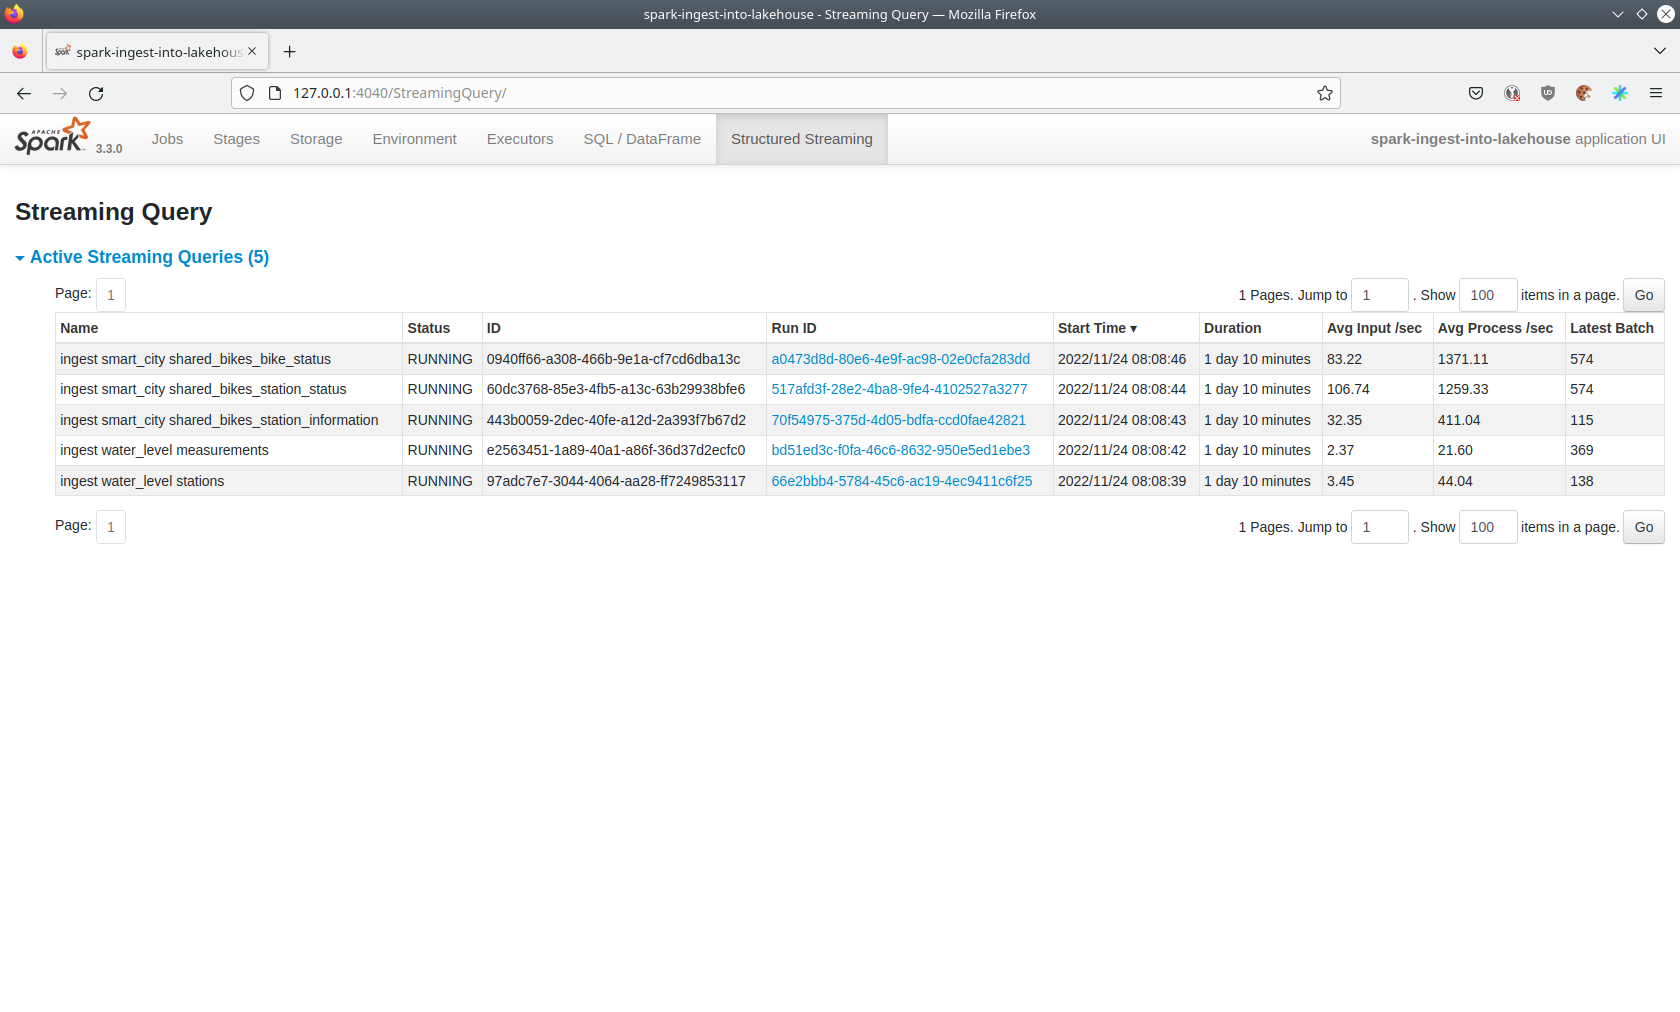 spark-ingest-into-lakehouse - Streaming Query — Mozilla Firefox
spark-ingest-into-lakehous
127.0.0.1:4040/StreamingQuery/
APACHE Spark 3.3.0 Jobs Stages Storage Environment Executors SQL / DataFrame Structured Streaming spark-ingest-into-lakehouse application UI
Streaming Query
Active Streaming Queries (5)
Page: 1 1 Pages. Jump to 1 . Show 100 items in a page. Go
Name Status ID Run ID Start Time ▾ Duration Avg Input /sec Avg Process /sec Latest Batch
ingest smart_city shared_bikes_bike_status RUNNING 0940ff66-a308-466b-9e1a-cf7cd6dba13c a0473d8d-80e6-4e9f-ac98-02e0cfa283dd 2022/11/24 08:08:46 1 day 10 minutes 83.22 1371.11 574
ingest smart_city shared_bikes_station_status RUNNING 60dc3768-85e3-4fb5-a13c-63b29938bfe6 517afd3f-28e2-4ba8-9fe4-4102527a3277 2022/11/24 08:08:44 1 day 10 minutes 106.74 1259.33 574
ingest smart_city shared_bikes_station_information RUNNING 443b0059-2dec-40fe-a12d-2a393f7b67d2 70f54975-375d-4d05-bdfa-ccd0fae42821 2022/11/24 08:08:43 1 day 10 minutes 32.35 411.04 115
ingest water_level measurements RUNNING e2563451-1a89-40a1-a86f-36d37d2ecfc0 bd51ed3c-f0fa-46c6-8632-950e5ed1ebe3 2022/11/24 08:08:42 1 day 10 minutes 2.37 21.60 369
ingest water_level stations RUNNING 97adc7e7-3044-4064-aa28-ff7249853117 66e2bbb4-5784-45c6-ac19-4ec9411c6f25 2022/11/24 08:08:39 1 day 10 minutes 3.45 44.04 138
Page: 1 1 Pages. Jump to 1 . Show 100 items in a page. Go